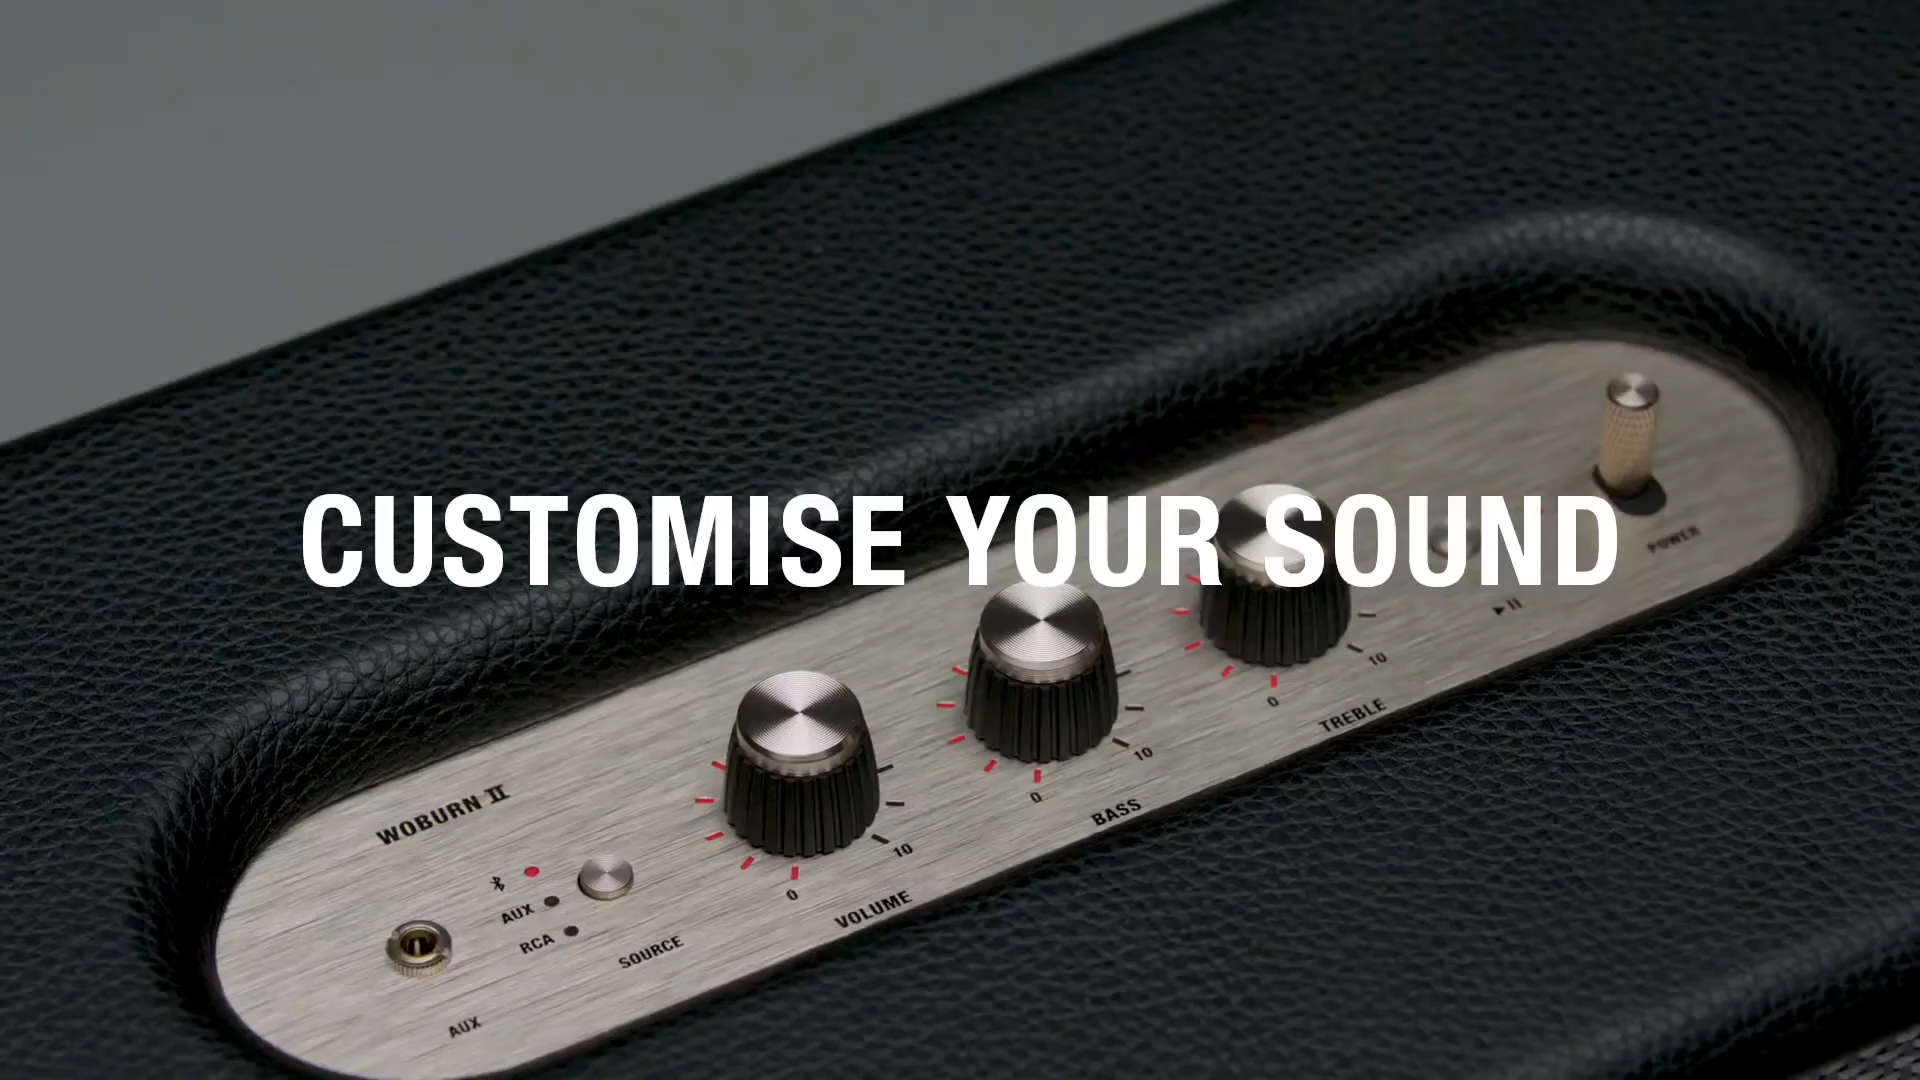 CUSTOMISE YOUR SOUND
POWER
10
0
TREBLE
10
0
BASS
WOBURN II
10
0
VOLUME
AUX
RCA
SOURCE
AUX